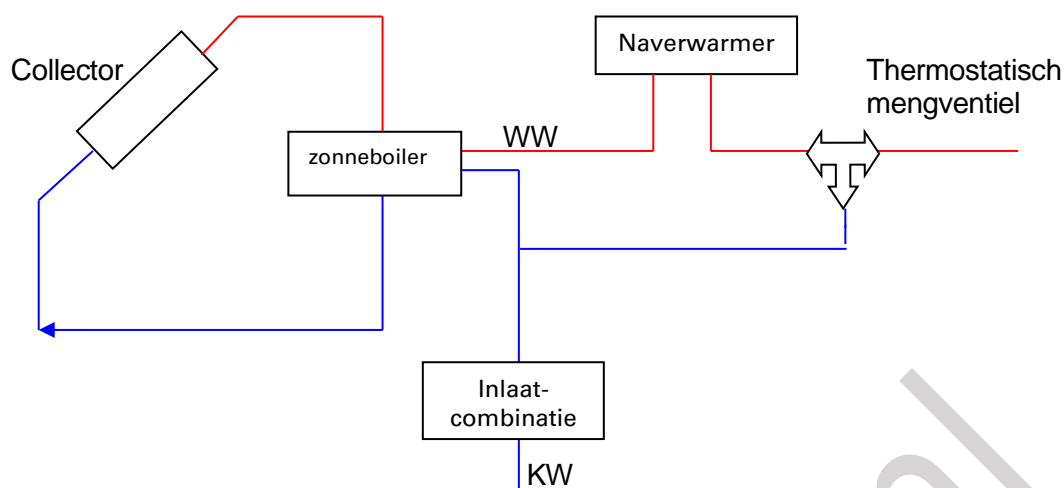 Naverwarmer
Collector
Thermostatisch
mengventiel
zonneboiler
WW
Inlaat-
combinatie
KW